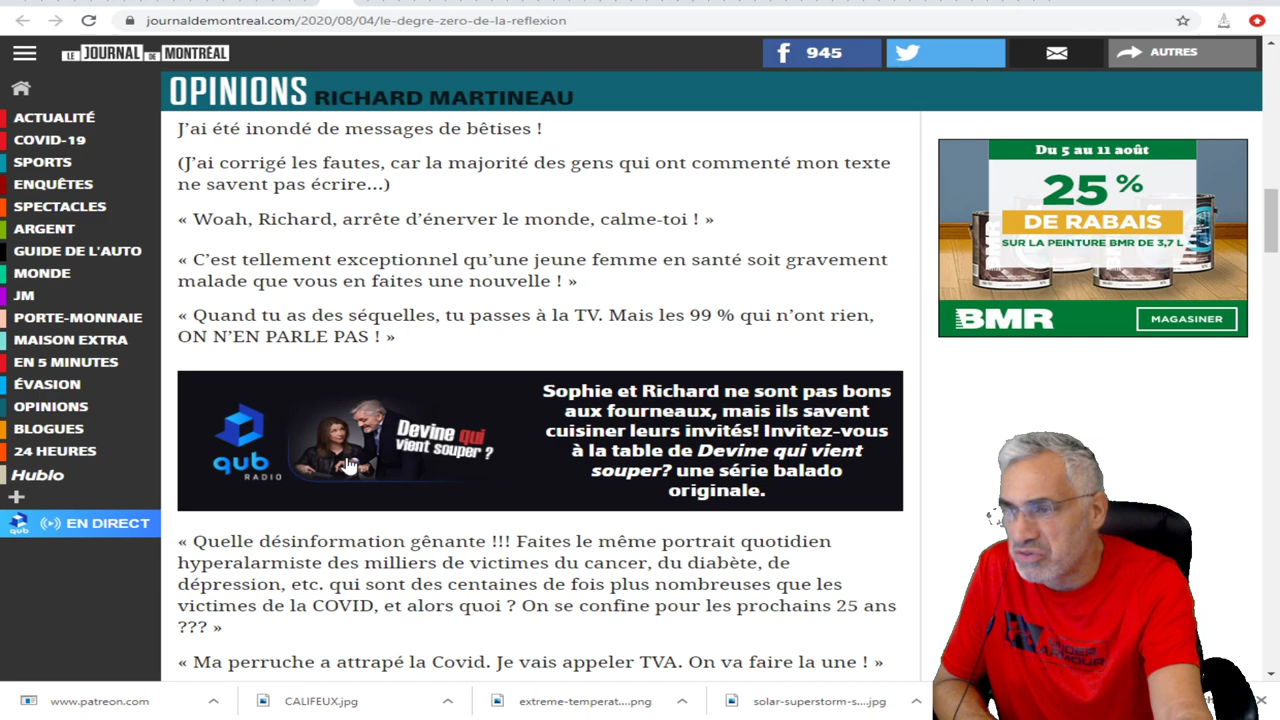 journaldemontreal.com/2020/08/04/le-degre-zero-de-la-reflexion
LE JOURNAL DE MONTRÉAL
945
AUTRES
OPINIONS RICHARD MARTINEAU
ACTUALITÉ
COVID-19
SPORTS
ENQUÊTES
SPECTACLES
ARGENT
GUIDE DE L'AUTO
MONDE
JM
PORTE-MONNAIE
MAISON EXTRA
EN 5 MINUTES
ÉVASION
OPINIONS
BLOGUES
24 HEURES
Hublo
qub EN DIRECT
J'ai été inondé de messages de bêtises !
(J'ai corrigé les fautes, car la majorité des gens qui ont commenté mon texte
ne savent pas écrire...)
« Woah, Richard, arrête d'énerver le monde, calme-toi ! »
« C'est tellement exceptionnel qu'une jeune femme en santé soit gravement
malade que vous en faites une nouvelle ! »
« Quand tu as des séquelles, tu passes à la TV. Mais les 99 % qui n'ont rien,
ON N'EN PARLE PAS ! »
qub
RADIO
Devine qui
vient souper ?
Sophie et Richard ne sont pas bons
aux fourneaux, mais ils savent
cuisiner leurs invités! Invitez-vous
à la table de Devine qui vient
souper? une série balado
originale.
« Quelle désinformation gênante !!! Faites le même portrait quotidien
hyperalarmiste des milliers de victimes du cancer, du diabète, de
dépression, etc. qui sont des centaines de fois plus nombreuses que les
victimes de la COVID, et alors quoi ? On se confine pour les prochains 25 ans
??? »
« Ma perruche a attrapé la Covid. Je vais appeler TVA. On va faire la une ! »
Du 5 au 11 août
25 %
DE RABAIS
SUR LA PEINTURE BMR DE 3,7 L
BMR
MAGASINER
UNDER
ARMOUR
www.patreon.com
CALIFEUX.jpg
extreme-temperat....png
solar-superstorm-s....jpg